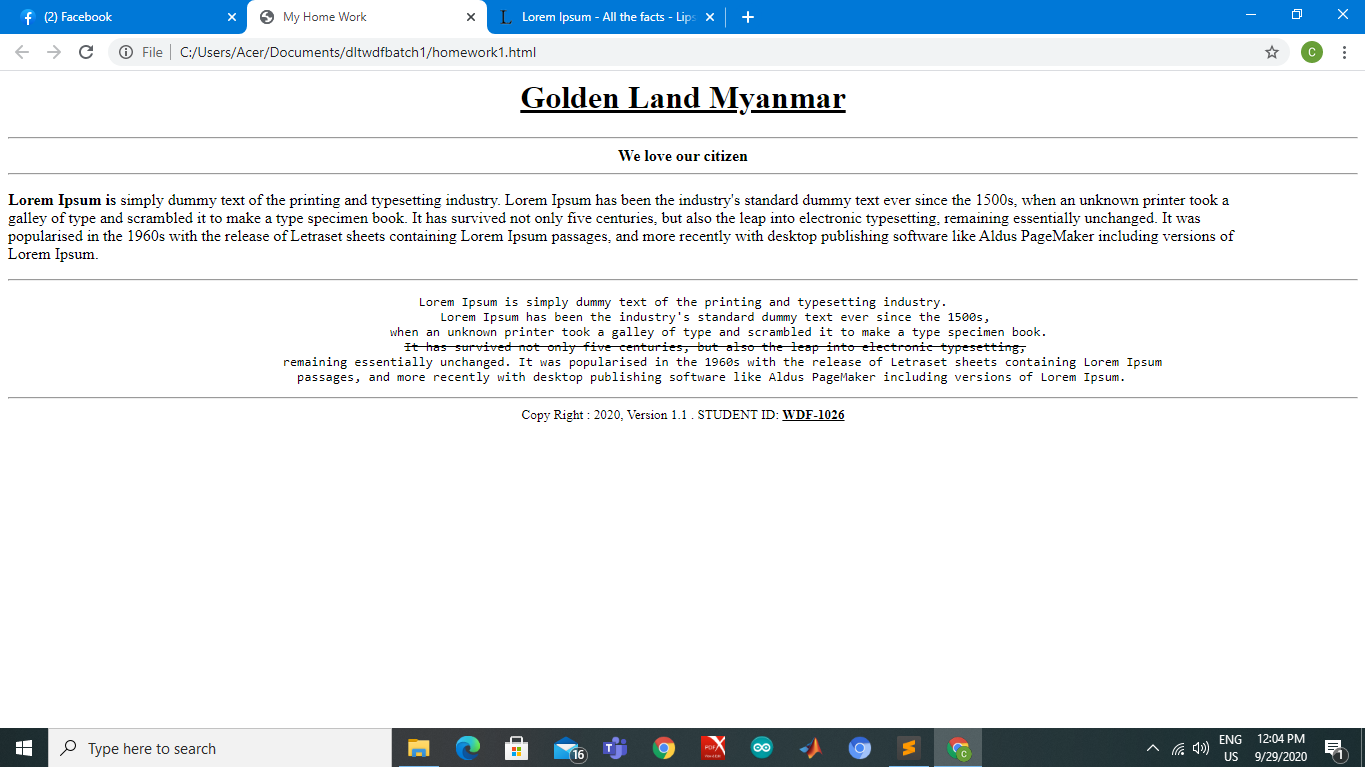 (2) Facebook
My Home Work
Lorem Ipsum - All the facts - Lips
File
C:/Users/Acer/Documents/dltwdfbatch1/homework1.html
C
Golden Land Myanmar
We love our citizen
Lorem Ipsum is simply dummy text of the printing and typesetting industry. Lorem Ipsum has been the industry's standard dummy text ever since the 1500s, when an unknown printer took a
galley of type and scrambled it to make a type specimen book. It has survived not only five centuries, but also the leap into electronic typesetting, remaining essentially unchanged. It was
popularised in the 1960s with the release of Letraset sheets containing Lorem Ipsum passages, and more recently with desktop publishing software like Aldus PageMaker including versions of
Lorem Ipsum.
Lorem Ipsum is simply dummy text of the printing and typesetting industry.
Lorem Ipsum has been the industry's standard dummy text ever since the 1500s,
when an unknown printer took a galley of type and scrambled it to make a type specimen book.
It has survived not only five centuries, but also the leap into electronic typesetting,
remaining essentially unchanged. It was popularised in the 1960s with the release of Letraset sheets containing Lorem Ipsum
passages, and more recently with desktop publishing software like Aldus PageMaker including versions of Lorem Ipsum.
Copy Right : 2020, Version 1.1 . STUDENT ID: WDF-1026
Type here to search
16
PDF X
C
ENG
US
12:04 PM
9/29/2020
1